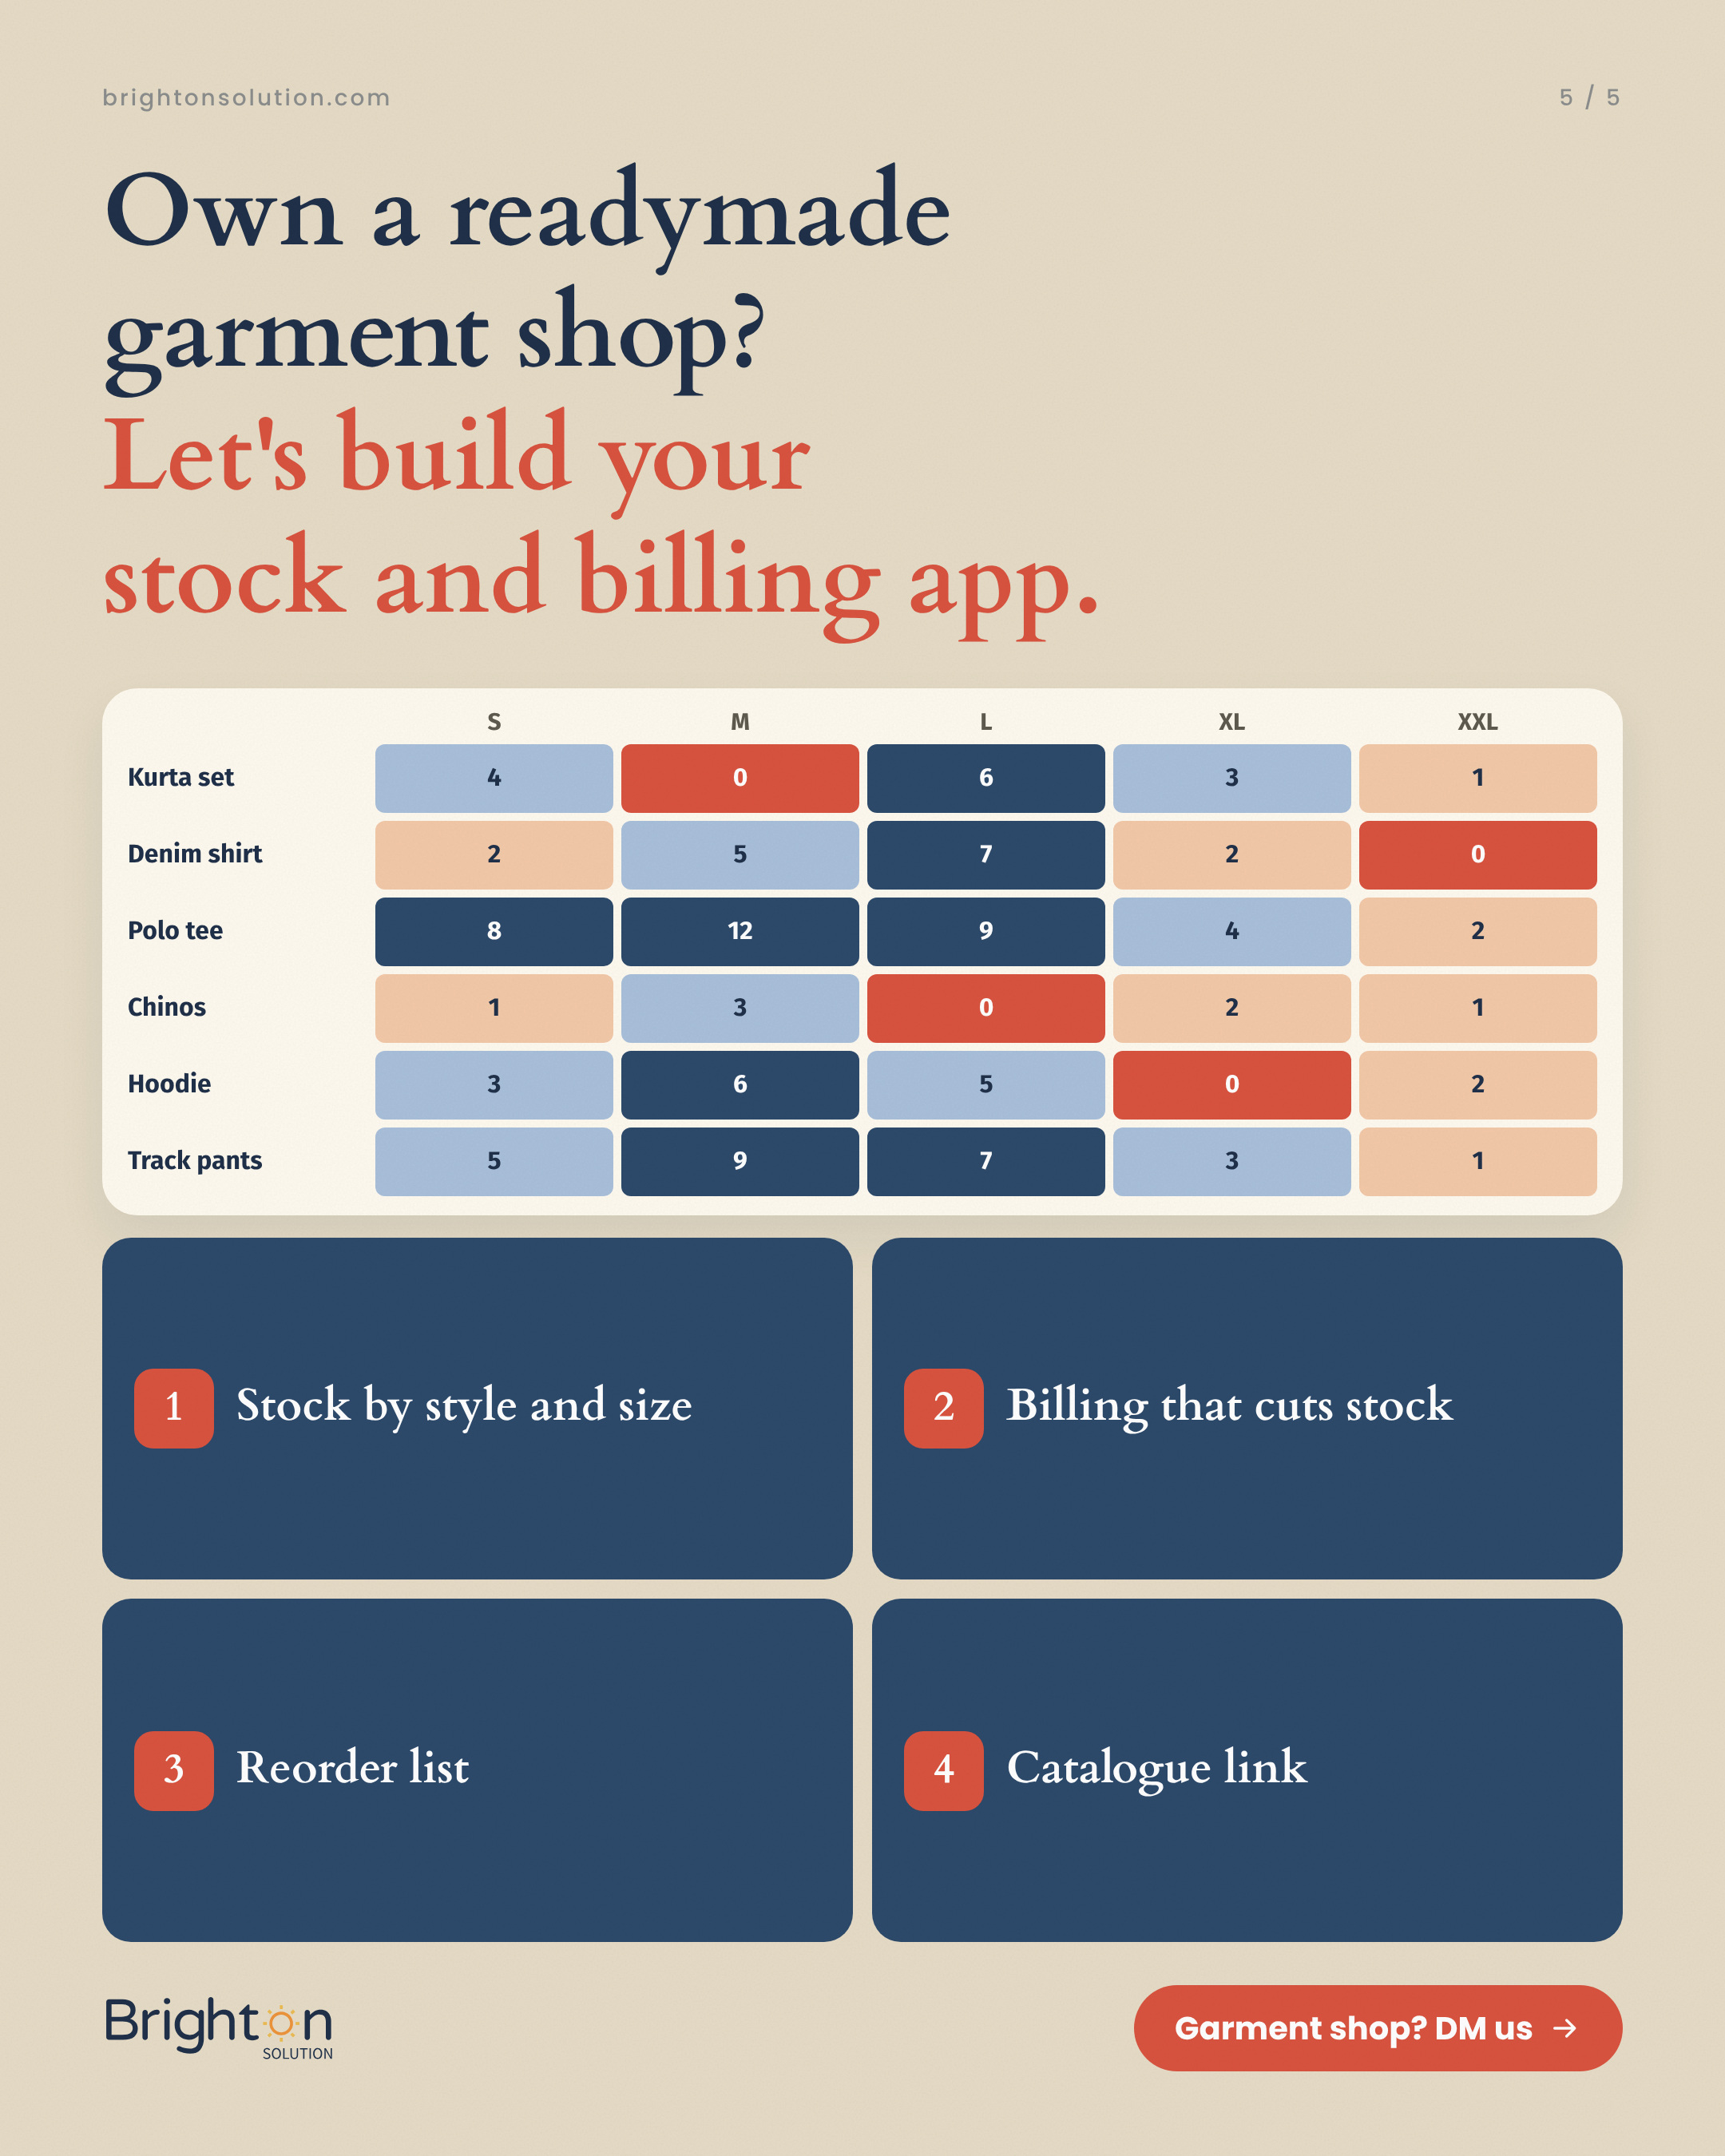 brightonsolution.com
5 / 5
Own a readymade
garment shop?
Let's build your
stock and billing app.
S M L XL XXL
Kurta set 4 0 6 3 1
Denim shirt 2 5 7 2 0
Polo tee 8 12 9 4 2
Chinos 1 3 0 2 1
Hoodie 3 6 5 0 2
Track pants 5 9 7 3 1
1 Stock by style and size
2 Billing that cuts stock
3 Reorder list
4 Catalogue link
Brighton
SOLUTION
Garment shop? DM us →